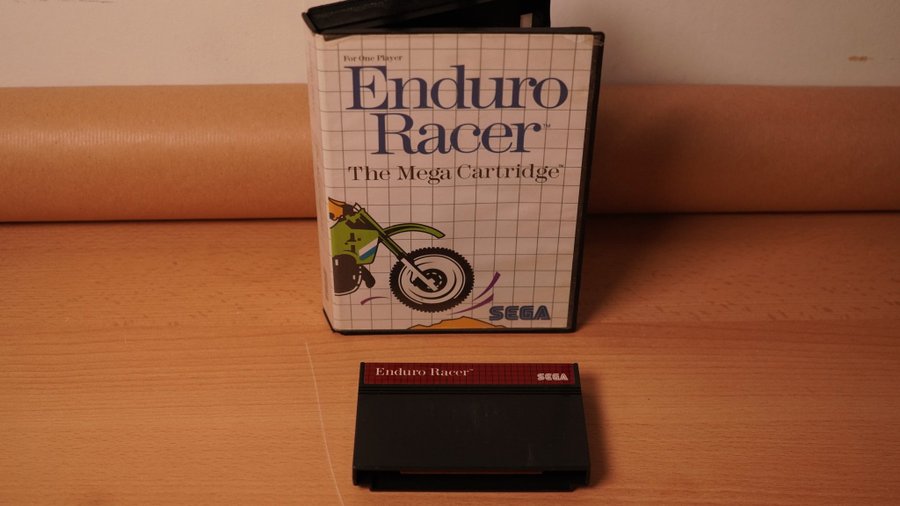 For One Player
Enduro
Racer™
The Mega Cartridge™
SEGA
Enduro Racer™
SEGA